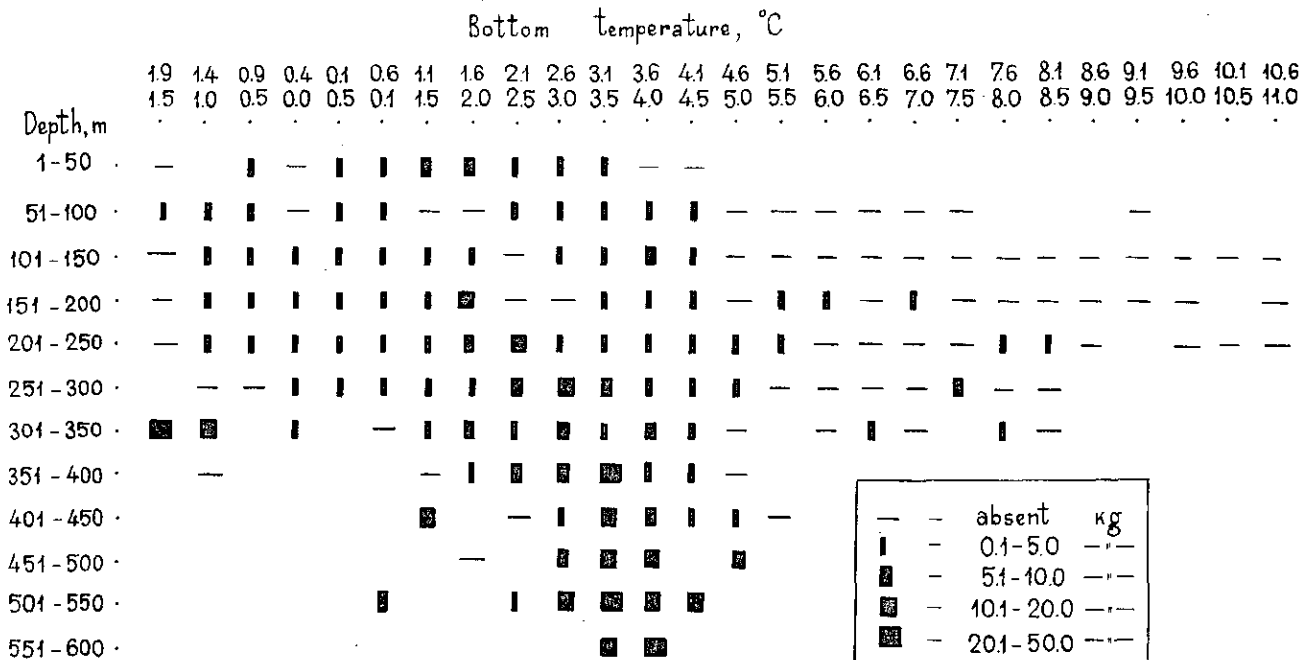 Bottom temperature, °C
1.9 1.4 0.9 0.4 0.1 0.6 1.1 1.6 2.1 2.6 3.1 3.6 4.1 4.6 5.1 5.6 6.1 6.6 7.1 7.6 8.1 8.6 9.1 9.6 10.1 10.6
1.5 1.0 0.5 0.0 0.5 0.1 1.5 2.0 2.5 3.0 3.5 4.0 4.5 5.0 5.5 6.0 6.5 7.0 7.5 8.0 8.5 9.0 9.5 10.0 10.5 11.0
Depth, m
1-50
51-100
101-150
151-200
201-250
251-300
301-350
351-400
401-450
451-500
501-550
551-600
— – absent kg
– 0.1-5.0 —"—
– 5.1-10.0 —"—
– 10.1-20.0 —"—
– 20.1-50.0 —"—